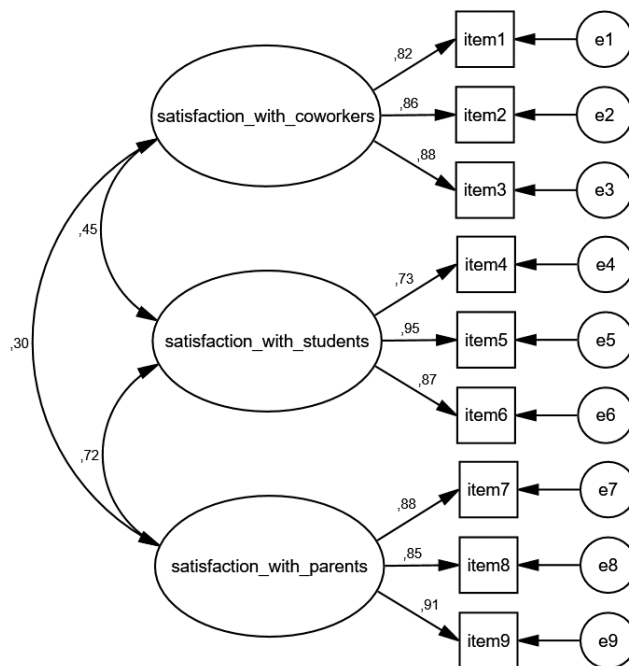 item1
e1
,82
satisfaction_with_coworkers
,86
item2
e2
,88
item3
e3
,45
item4
e4
,73
,30
satisfaction_with_students
,95
item5
e5
,87
item6
e6
,72
item7
e7
,88
satisfaction_with_parents
,85
item8
e8
,91
item9
e9